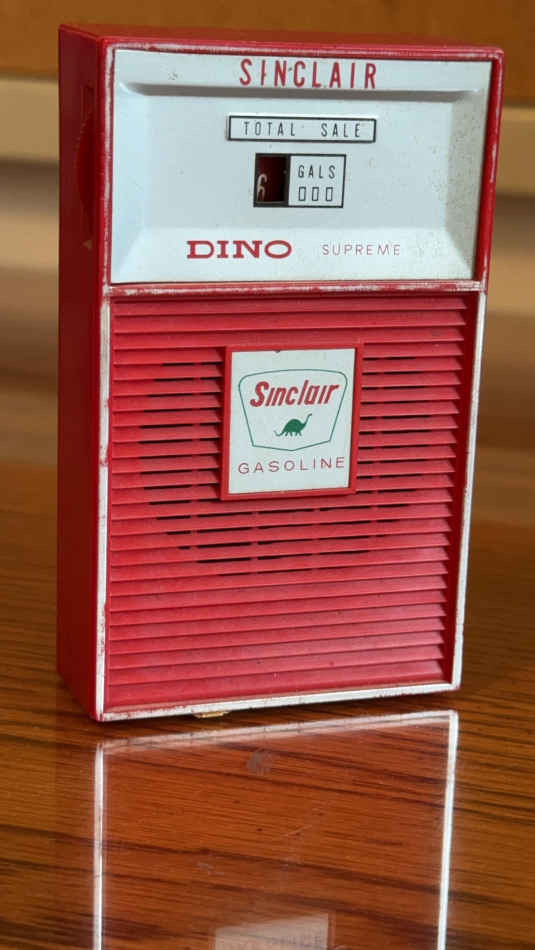 SINCLAIR
TOTAL SALE
6
GALS
000
DINO SUPREME
Sinclair
GASOLINE